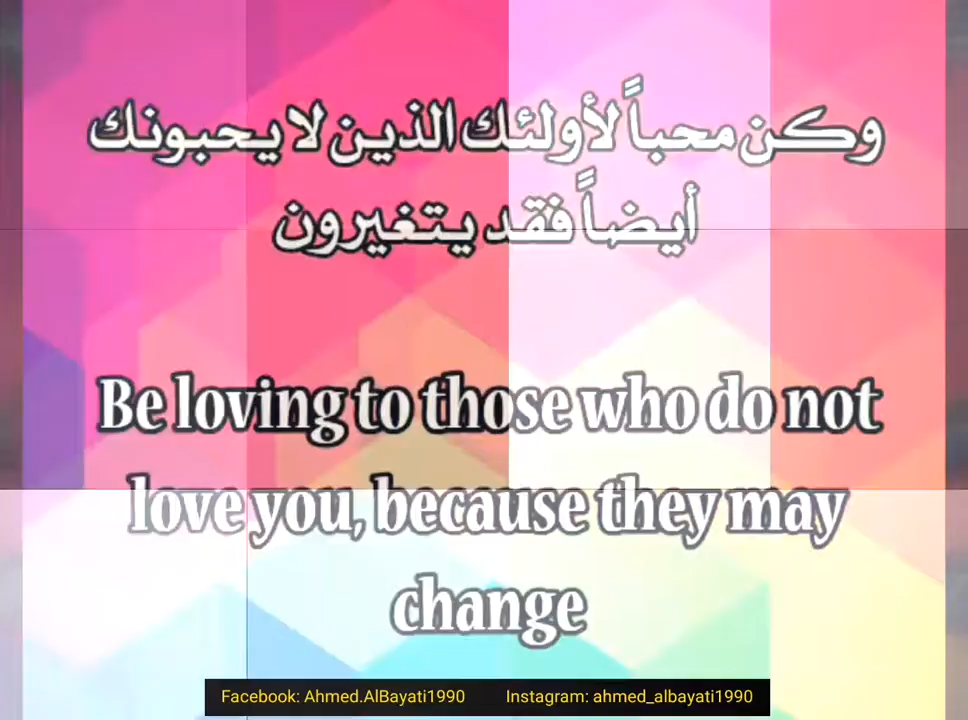 وكن محباً لأولئك الذين لا يحبونك
أيضاً فقد يتغيرون
Be loving to those who do not
love you, because they may
change
Facebook: Ahmed.AlBayati1990 Instagram: ahmed_albayati1990